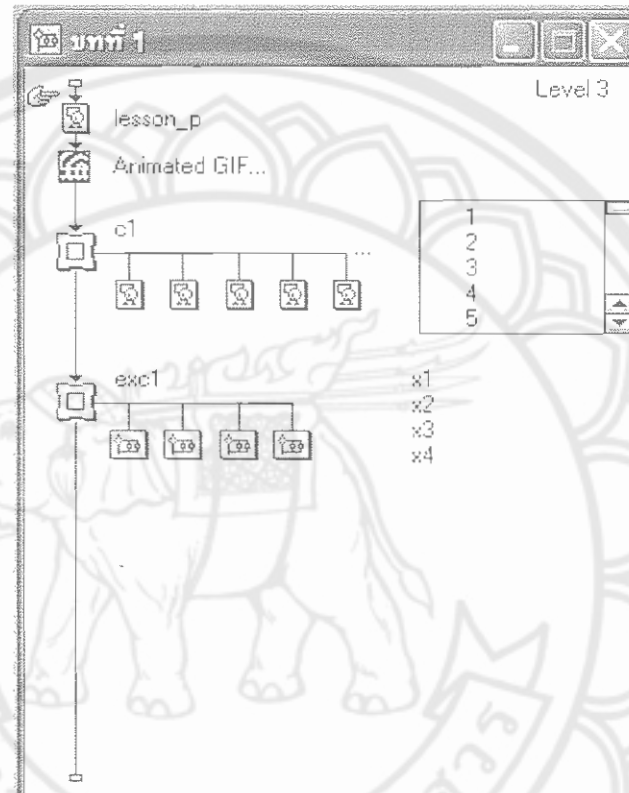 บทที่ 1
Level 3
lesson_p
Animated GIF...
c1
...
1
2
3
4
5
exc1
x1
x2
x3
x4